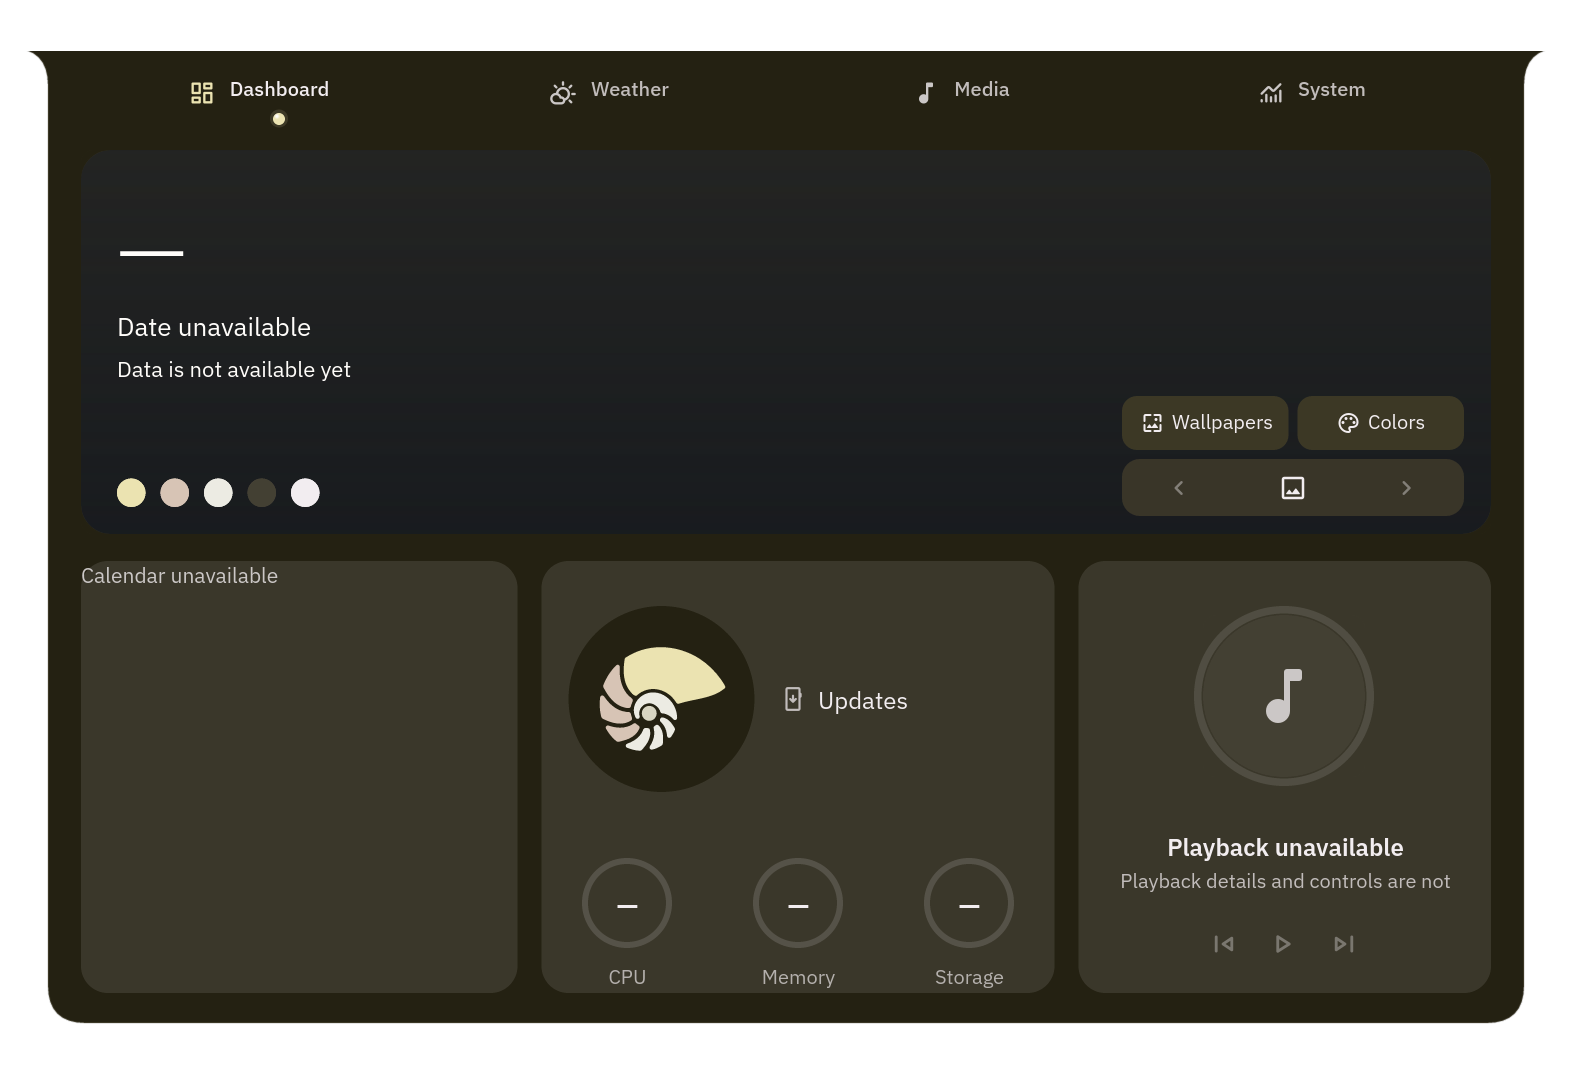 Dashboard
Weather
Media
System
—
Date unavailable
Data is not available yet
Wallpapers
Colors
Calendar unavailable
Updates
–
–
–
CPU
Memory
Storage
Playback unavailable
Playback details and controls are not